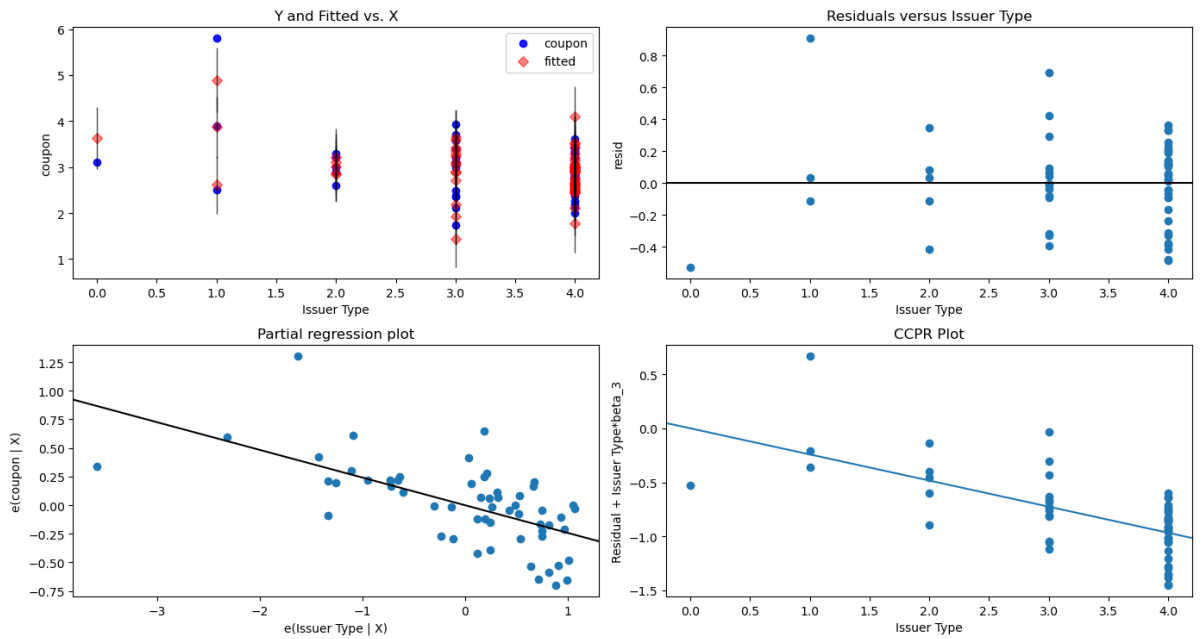 Y and Fitted vs. X
6
5
4
3
2
1
coupon
0.0 0.5 1.0 1.5 2.0 2.5 3.0 3.5 4.0
Issuer Type
coupon
fitted
Residuals versus Issuer Type
0.8
0.6
0.4
0.2
0.0
−0.2
−0.4
resid
0.0 0.5 1.0 1.5 2.0 2.5 3.0 3.5 4.0
Issuer Type
Partial regression plot
1.25
1.00
0.75
0.50
0.25
0.00
−0.25
−0.50
−0.75
e(coupon | X)
−3 −2 −1 0 1
e(Issuer Type | X)
CCPR Plot
0.5
0.0
−0.5
−1.0
−1.5
Residual + Issuer Type*beta_3
0.0 0.5 1.0 1.5 2.0 2.5 3.0 3.5 4.0
Issuer Type